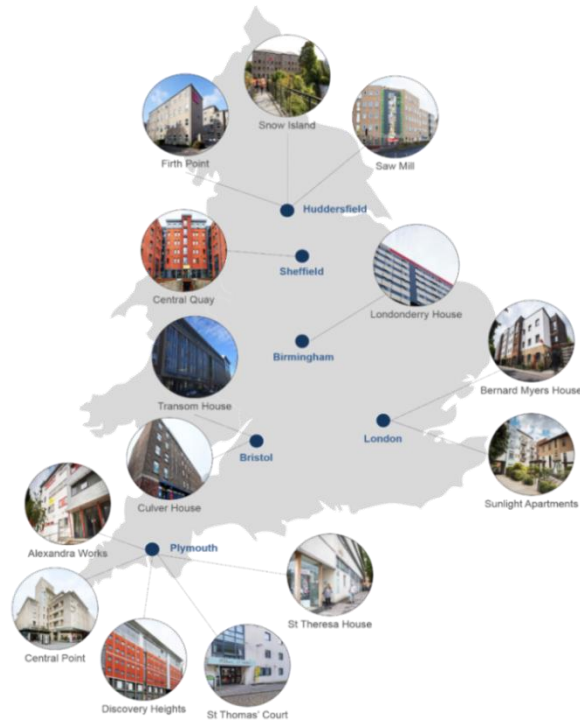 Snow Island
Firth Point
Saw Mill
Huddersfield
Central Quay
Sheffield
Londonderry House
Birmingham
Bernard Myers House
Transom House
London
Bristol
Sunlight Apartments
Culver House
Alexandra Works
Plymouth
St Theresa House
Central Point
Discovery Heights
St Thomas' Court